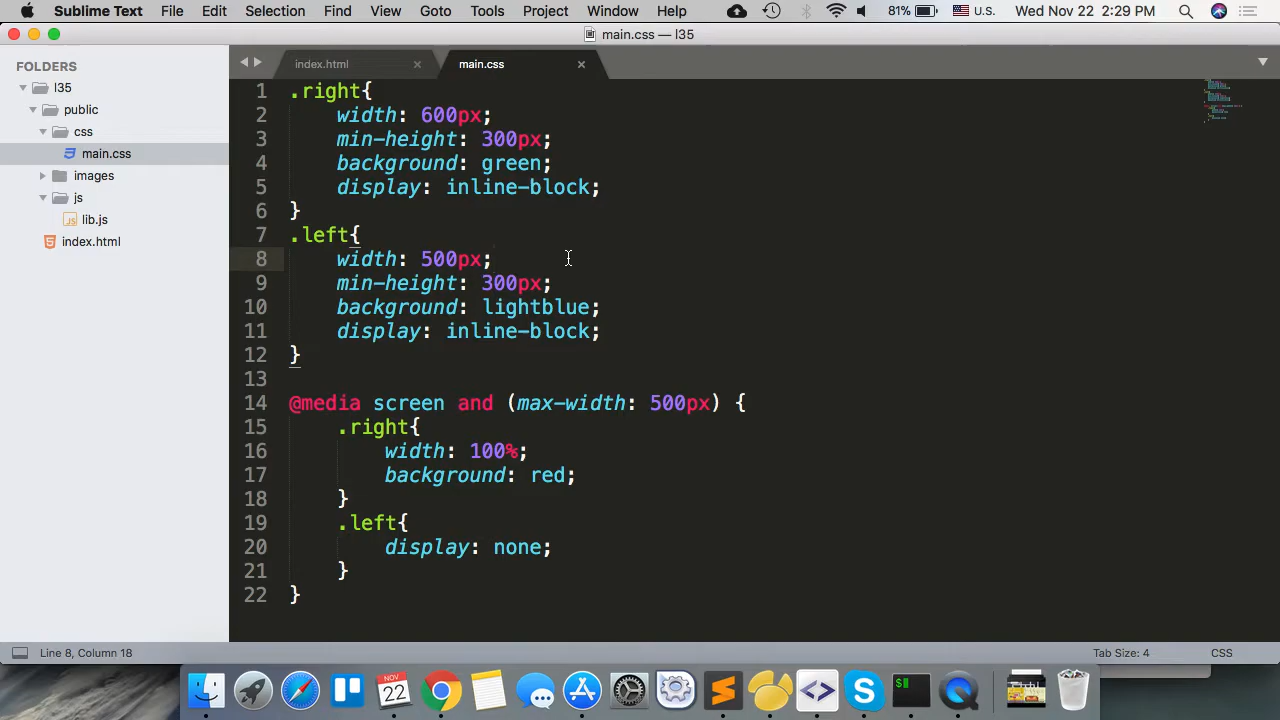 Sublime Text File Edit Selection Find View Goto Tools Project Window Help 81% U.S. Wed Nov 22 2:29 PM
main.css — l35
FOLDERS
l35
public
css
main.css
images
js
lib.js
index.html
index.html × main.css ×
1 .right{
2 width: 600px;
3 min-height: 300px;
4 background: green;
5 display: inline-block;
6 }
7 .left{
8 width: 500px;
9 min-height: 300px;
10 background: lightblue;
11 display: inline-block;
12 }
13
14 @media screen and (max-width: 500px) {
15 .right{
16 width: 100%;
17 background: red;
18 }
19 .left{
20 display: none;
21 }
22 }
Line 8, Column 18 Tab Size: 4 CSS
NOV
22